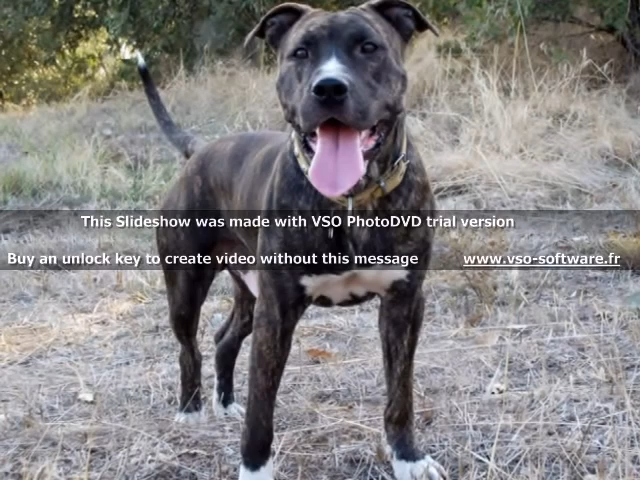 This Slideshow was made with VSO PhotoDVD trial version
Buy an unlock key to create video without this message www.vso-software.fr